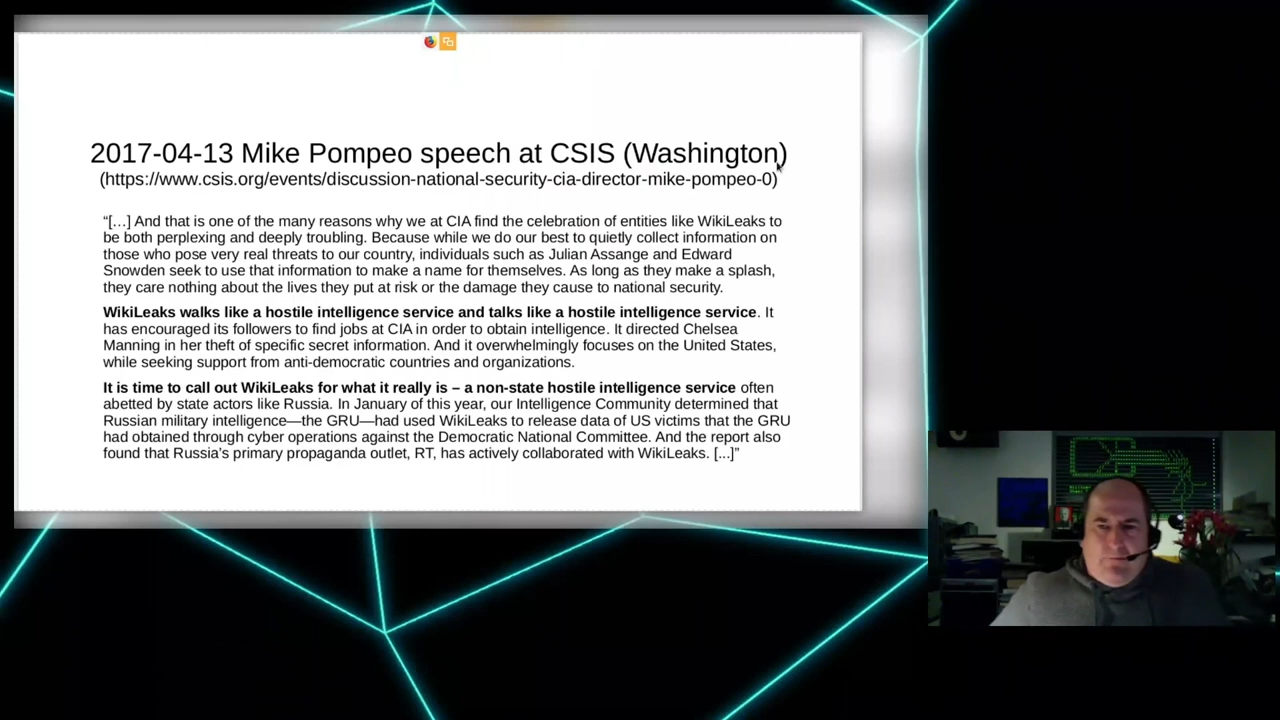 2017-04-13 Mike Pompeo speech at CSIS (Washington)
(https://www.csis.org/events/discussion-national-security-cia-director-mike-pompeo-0)
“[…] And that is one of the many reasons why we at CIA find the celebration of entities like WikiLeaks to
be both perplexing and deeply troubling. Because while we do our best to quietly collect information on
those who pose very real threats to our country, individuals such as Julian Assange and Edward
Snowden seek to use that information to make a name for themselves. As long as they make a splash,
they care nothing about the lives they put at risk or the damage they cause to national security.
WikiLeaks walks like a hostile intelligence service and talks like a hostile intelligence service. It
has encouraged its followers to find jobs at CIA in order to obtain intelligence. It directed Chelsea
Manning in her theft of specific secret information. And it overwhelmingly focuses on the United States,
while seeking support from anti-democratic countries and organizations.
It is time to call out WikiLeaks for what it really is – a non-state hostile intelligence service often
abetted by state actors like Russia. In January of this year, our Intelligence Community determined that
Russian military intelligence—the GRU—had used WikiLeaks to release data of US victims that the GRU
had obtained through cyber operations against the Democratic National Committee. And the report also
found that Russia’s primary propaganda outlet, RT, has actively collaborated with WikiLeaks. [...]”